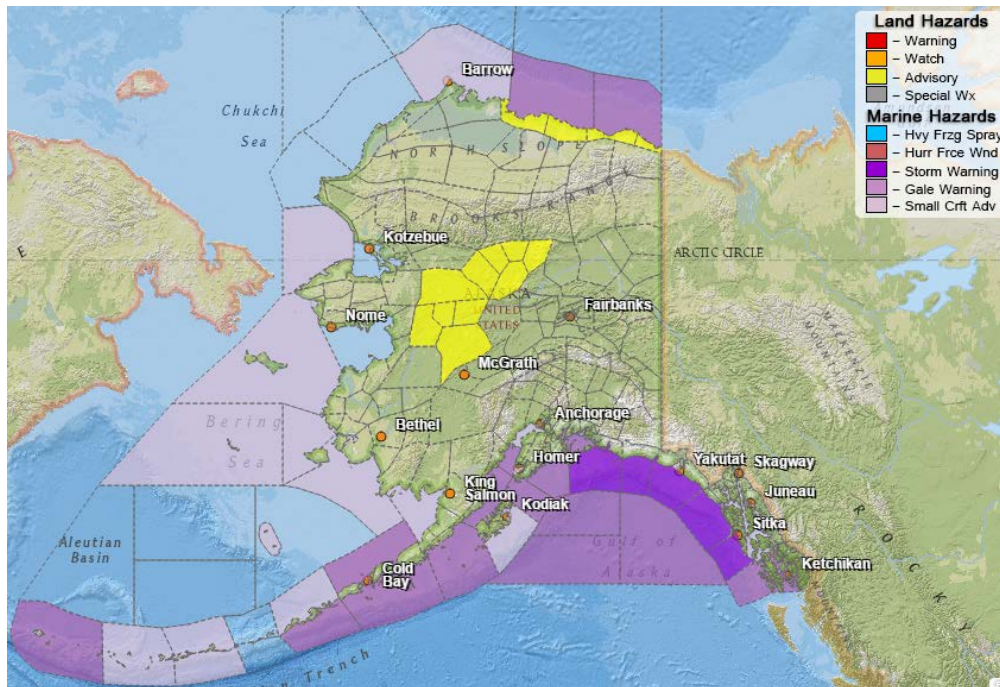 Land Hazards
– Warning
– Watch
– Advisory
– Special Wx
Marine Hazards
– Hvy Frzg Spray
– Hurr Frce Wnd
– Storm Warning
– Gale Warning
– Small Crft Adv
Barrow
Chukchi
Sea
NORTH SLOPE
BROOKS RANGE
Kotzebue
ARCTIC CIRCLE
E
ALASKA
UNITED
STATES
Fairbanks
Nome
MACKENZIE
MOUNTAINS
McGrath
Anchorage
Bethel
Bering
Sea
Homer
Yakutat
Skagway
King
Salmon
Kodiak
Juneau
Sitka
Aleutian
Basin
Gulf of
Alaska
Ketchikan
Cold
Bay
R O C K Y
Trench